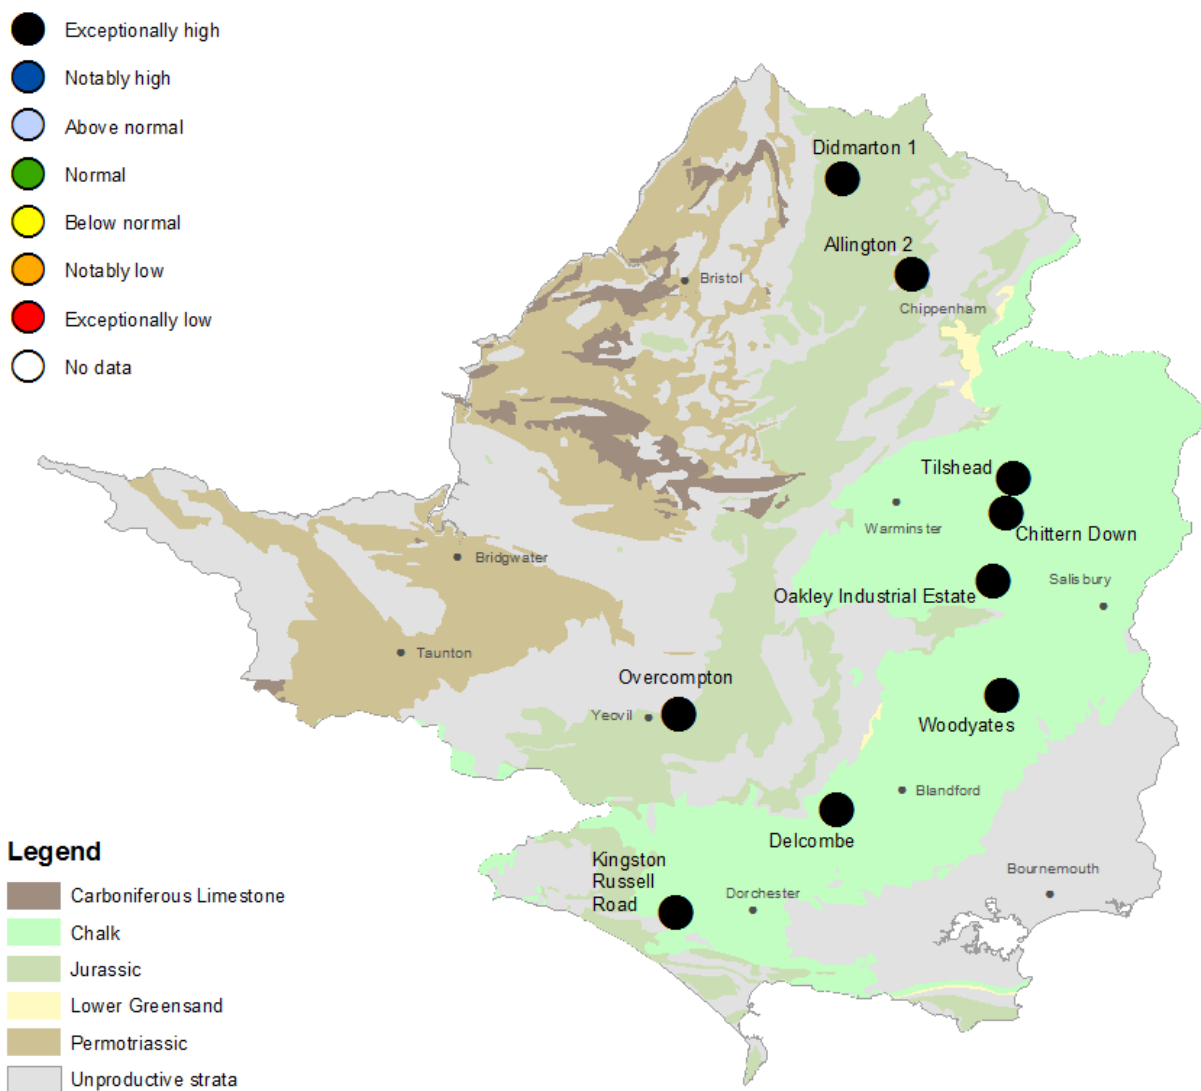 Exceptionally high
Notably high
Above normal
Normal
Below normal
Notably low
Exceptionally low
No data
Didmarton 1
Allington 2
Bristol
Chippenham
Tilshead
Warminster
Chittern Down
Bridgwater
Oakley Industrial Estate
Salisbury
Taunton
Overcompton
Yeovil
Woodyates
Blandford
Delcombe
Kingston
Russell
Road
Dorchester
Bournemouth
Legend
Carboniferous Limestone
Chalk
Jurassic
Lower Greensand
Permotriassic
Unproductive strata